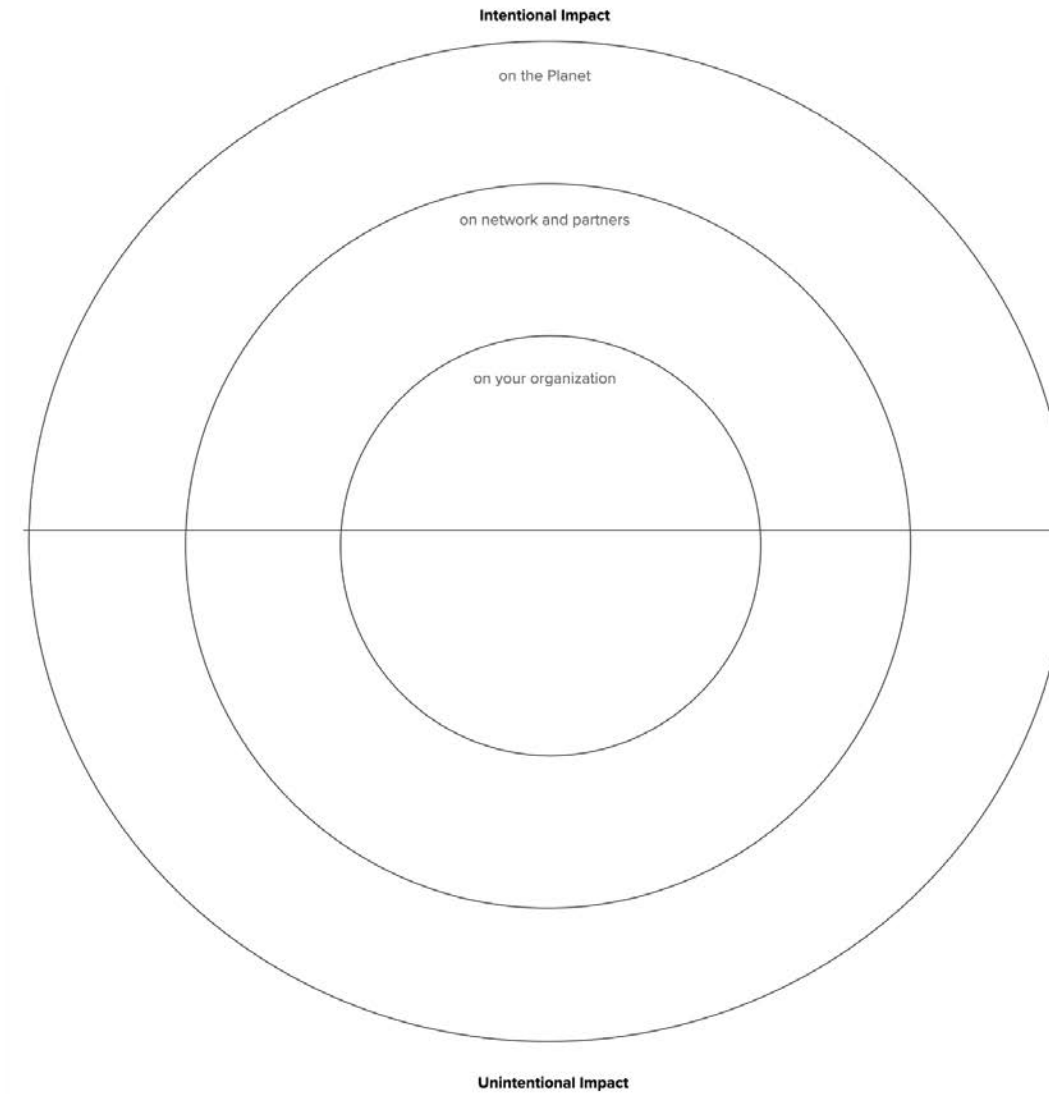 Intentional Impact
on the Planet
on network and partners
on your organization
Unintentional Impact